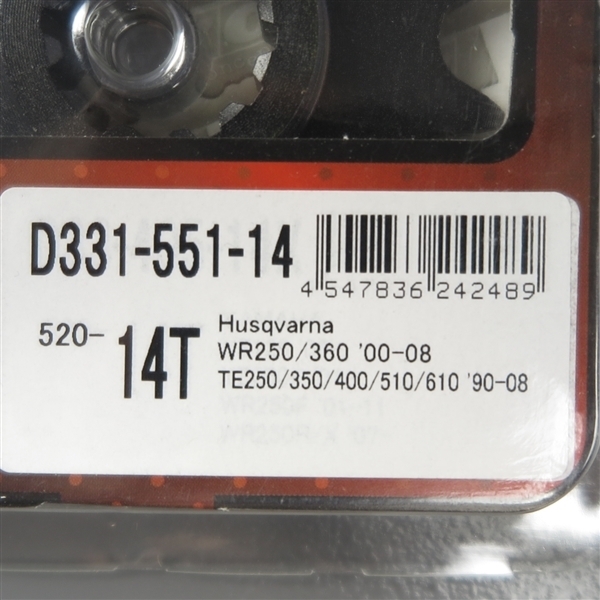 D331-551-14
4 547836 242489
520-14T
Husqvarna
WR250/360 '00-08
TE250/350/400/510/610 '90-08